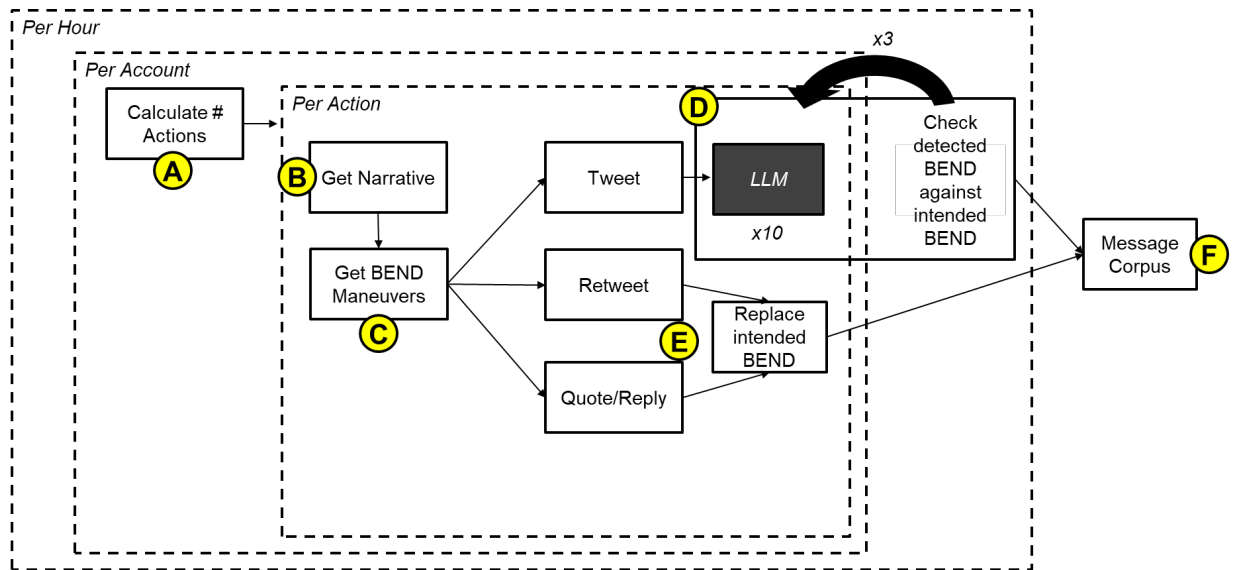 Per Hour
x3
Per Account
Calculate #
Actions
A
Per Action
B
Get Narrative
Get BEND
Maneuvers
C
Tweet
Retweet
E
Quote/Reply
D
LLM
x10
Replace
intended
BEND
Check
detected
BEND
against
intended
BEND
Message
Corpus
F